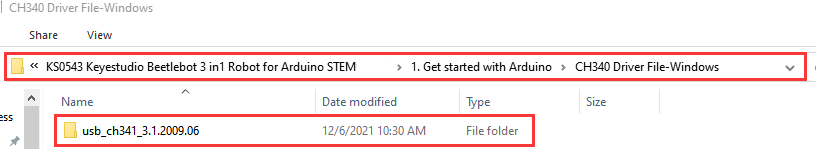 CH340 Driver File-Windows
Share View
« KS0543 Keyestudio Beetlebot 3 in1 Robot for Arduino STEM > 1. Get started with Arduino > CH340 Driver File-Windows
Name Date modified Type Size
ess
usb_ch341_3.1.2009.06 12/6/2021 10:30 AM File folder